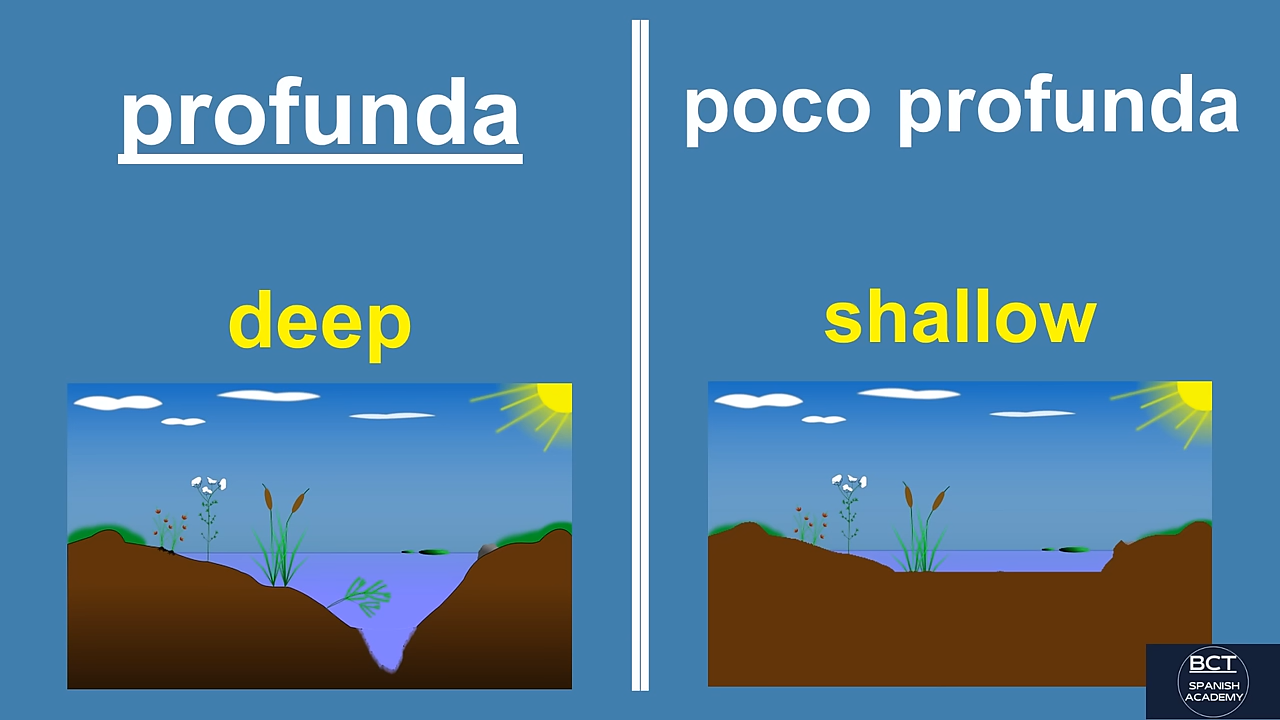 profunda
deep
poco profunda
shallow
BCT
SPANISH
ACADEMY